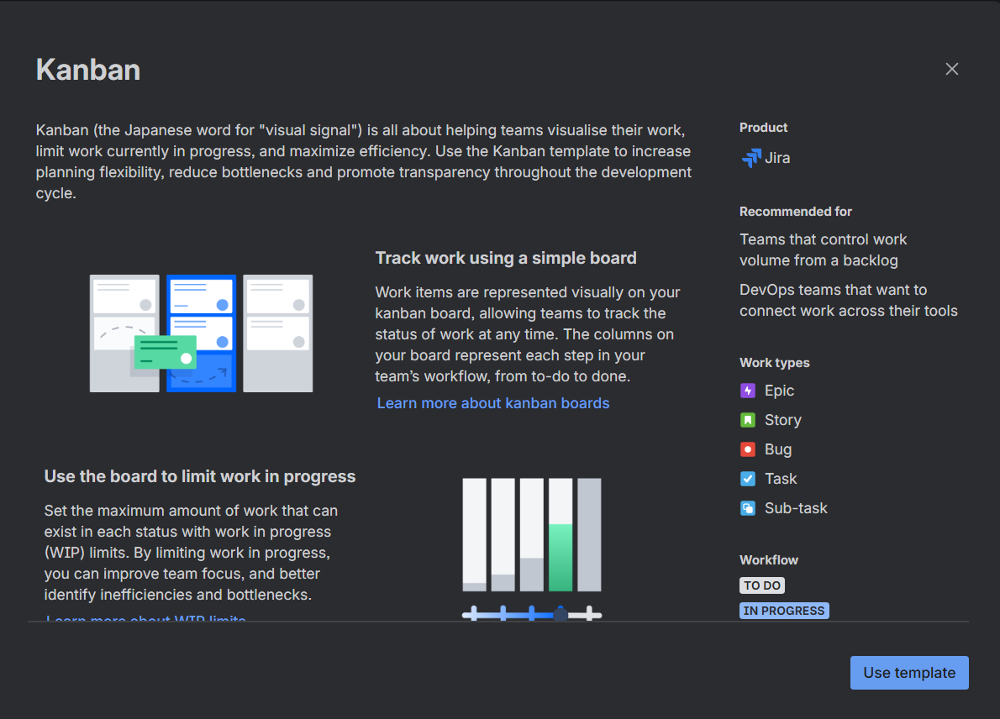 Kanban
Kanban (the Japanese word for "visual signal") is all about helping teams visualise their work,
limit work currently in progress, and maximize efficiency. Use the Kanban template to increase
planning flexibility, reduce bottlenecks and promote transparency throughout the development
cycle.
Track work using a simple board
Work items are represented visually on your
kanban board, allowing teams to track the
status of work at any time. The columns on
your board represent each step in your
team’s workflow, from to-do to done.
Learn more about kanban boards
Use the board to limit work in progress
Set the maximum amount of work that can
exist in each status with work in progress
(WIP) limits. By limiting work in progress,
you can improve team focus, and better
identify inefficiencies and bottlenecks.
Learn more about WIP limits
Product
Jira
Recommended for
Teams that control work
volume from a backlog
DevOps teams that want to
connect work across their tools
Work types
Epic
Story
Bug
Task
Sub-task
Workflow
TO DO
IN PROGRESS
Use template